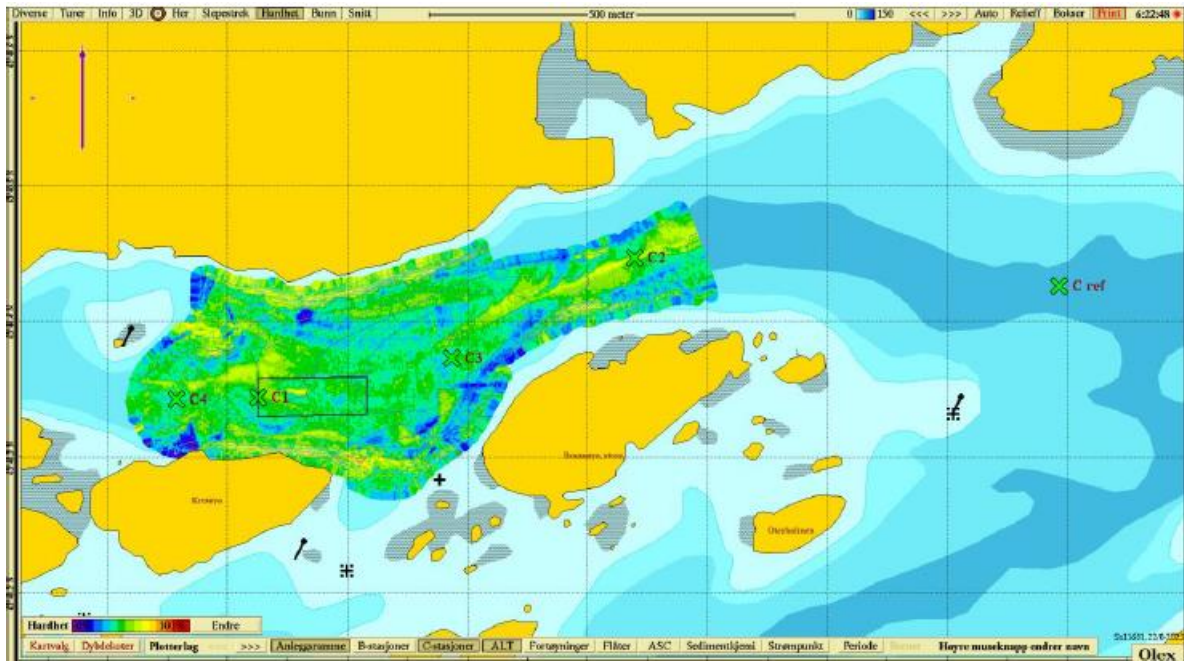 Diverse Turer Info 3D Her Slepestrek Hardhet Bunn Snitt 500 meter 0 150 <<< >>> Auto Relieff Bokser Print 6:22:48
C2
C ref
C3
C4 C1
Oterholmen
Hardhet 100% Endre
Kartvalg Dybdekoter Plotterlag >>> Anleggsramme B-stasjoner C-stasjoner ALT Fortøyninger Flåter ASC Sedimentkjemi Strømpunkt Periode Høyre museknapp endrer navn Olex